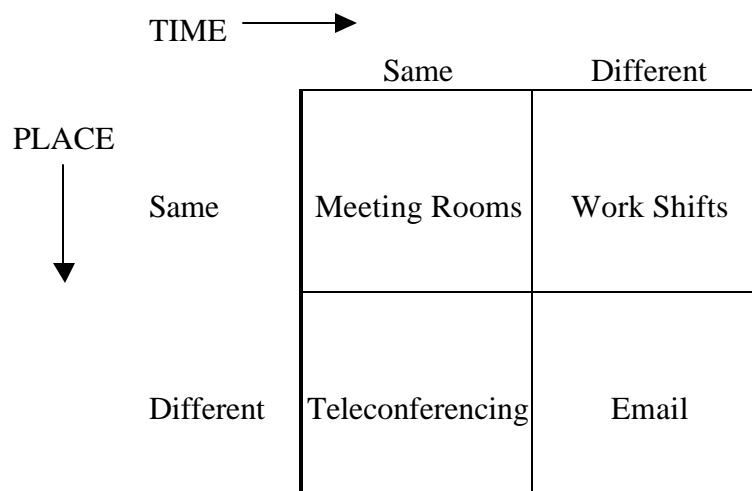 TIME
Same Different
PLACE
Same Meeting Rooms Work Shifts
Different Teleconferencing Email